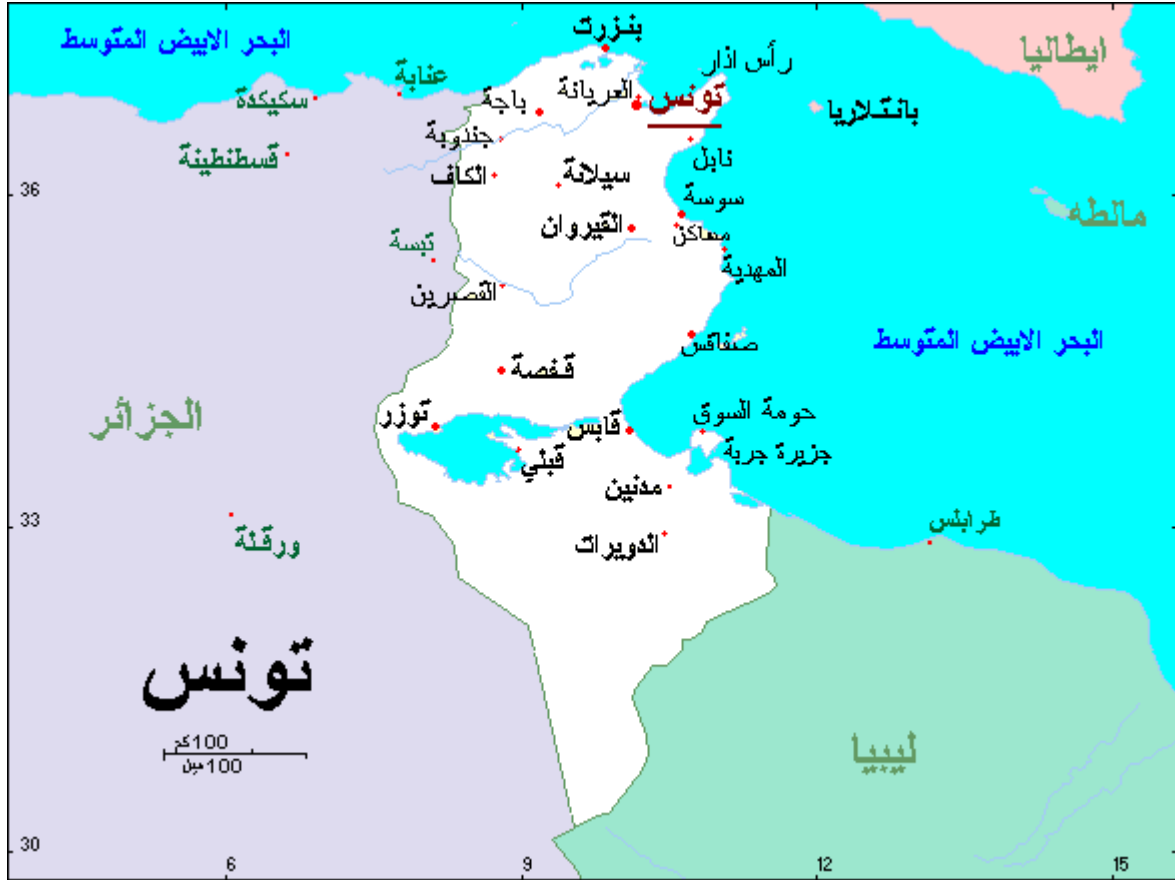 البحر الابيض المتوسط
بنزرت
ايطاليا
رأس اذار
عنابة
سكيكدة
العريانة
تونس
باجة
بانتلاريا
جندوبة
نابل
قسطنطينة
الكاف
سيلانة
36
سوسة
مالطه
القيروان
مساكن
تبسة
المهدية
القصرين
صفاقس
البحر الابيض المتوسط
قفصة
الجزائر
توزر
قابس
حومة السوق
جزيرة جربة
قبلي
مدنين
33
ورقلة
الدويرات
طرابلس
تونس
100كم
100ميل
ليبيا
30
6
9
12
15